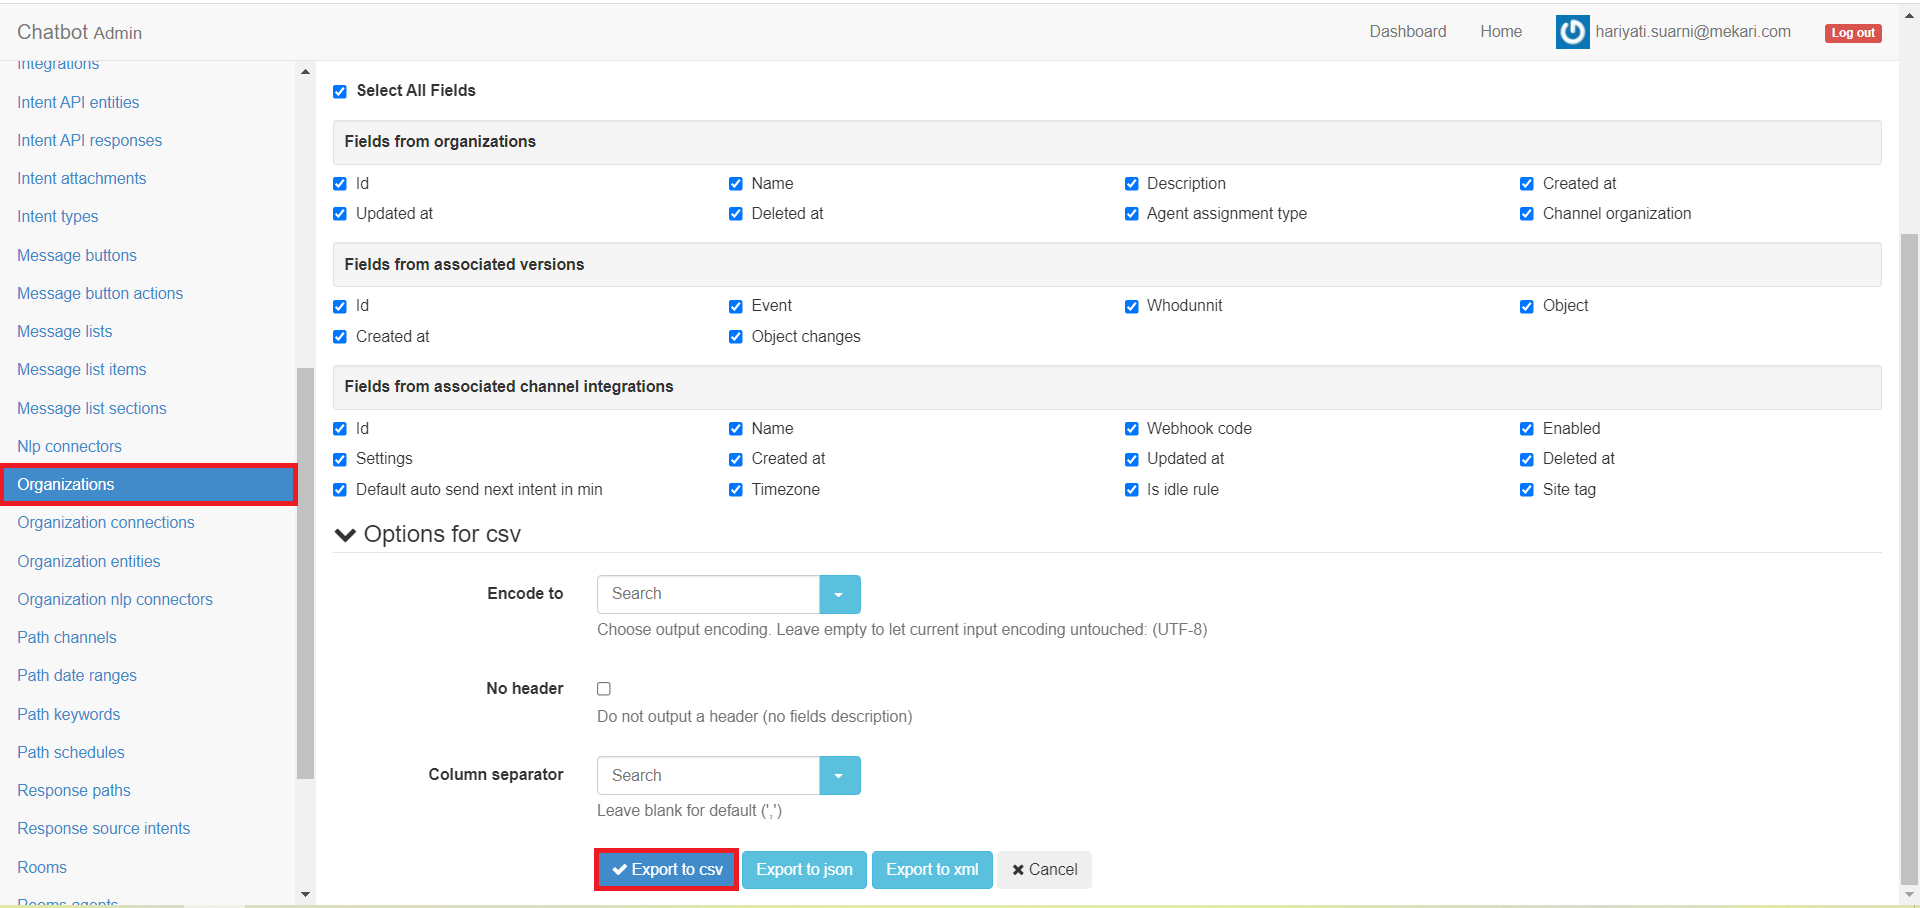 Chatbot Admin
Dashboard
Home
hariyati.suarni@mekari.com
Log out
Integrations
Intent API entities
Intent API responses
Intent attachments
Intent types
Message buttons
Message button actions
Message lists
Message list items
Message list sections
Nlp connectors
Organizations
Organization connections
Organization entities
Organization nlp connectors
Path channels
Path date ranges
Path keywords
Path schedules
Response paths
Response source intents
Rooms
Rooms agents
Select All Fields
Fields from organizations
Id Name Description Created at
Updated at Deleted at Agent assignment type Channel organization
Fields from associated versions
Id Event Whodunnit Object
Created at Object changes
Fields from associated channel integrations
Id Name Webhook code Enabled
Settings Created at Updated at Deleted at
Default auto send next intent in min Timezone Is idle rule Site tag
Options for csv
Encode to Search
Choose output encoding. Leave empty to let current input encoding untouched: (UTF-8)
No header
Do not output a header (no fields description)
Column separator Search
Leave blank for default (',')
Export to csv Export to json Export to xml Cancel